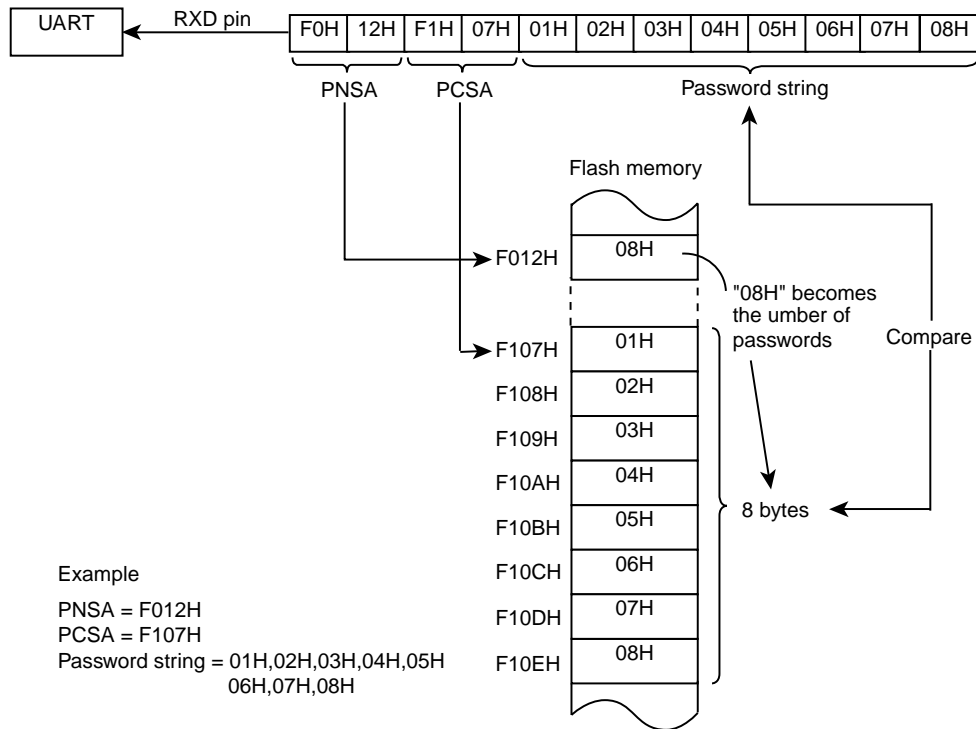 UART
RXD pin
F0H 12H F1H 07H 01H 02H 03H 04H 05H 06H 07H 08H
PNSA
PCSA
Password string
Flash memory
F012H
08H
"08H" becomes
the umber of
passwords
Compare
F107H
01H
F108H
02H
F109H
03H
F10AH
04H
F10BH
05H
8 bytes
F10CH
06H
F10DH
07H
F10EH
08H
Example
PNSA = F012H
PCSA = F107H
Password string = 01H,02H,03H,04H,05H
06H,07H,08H